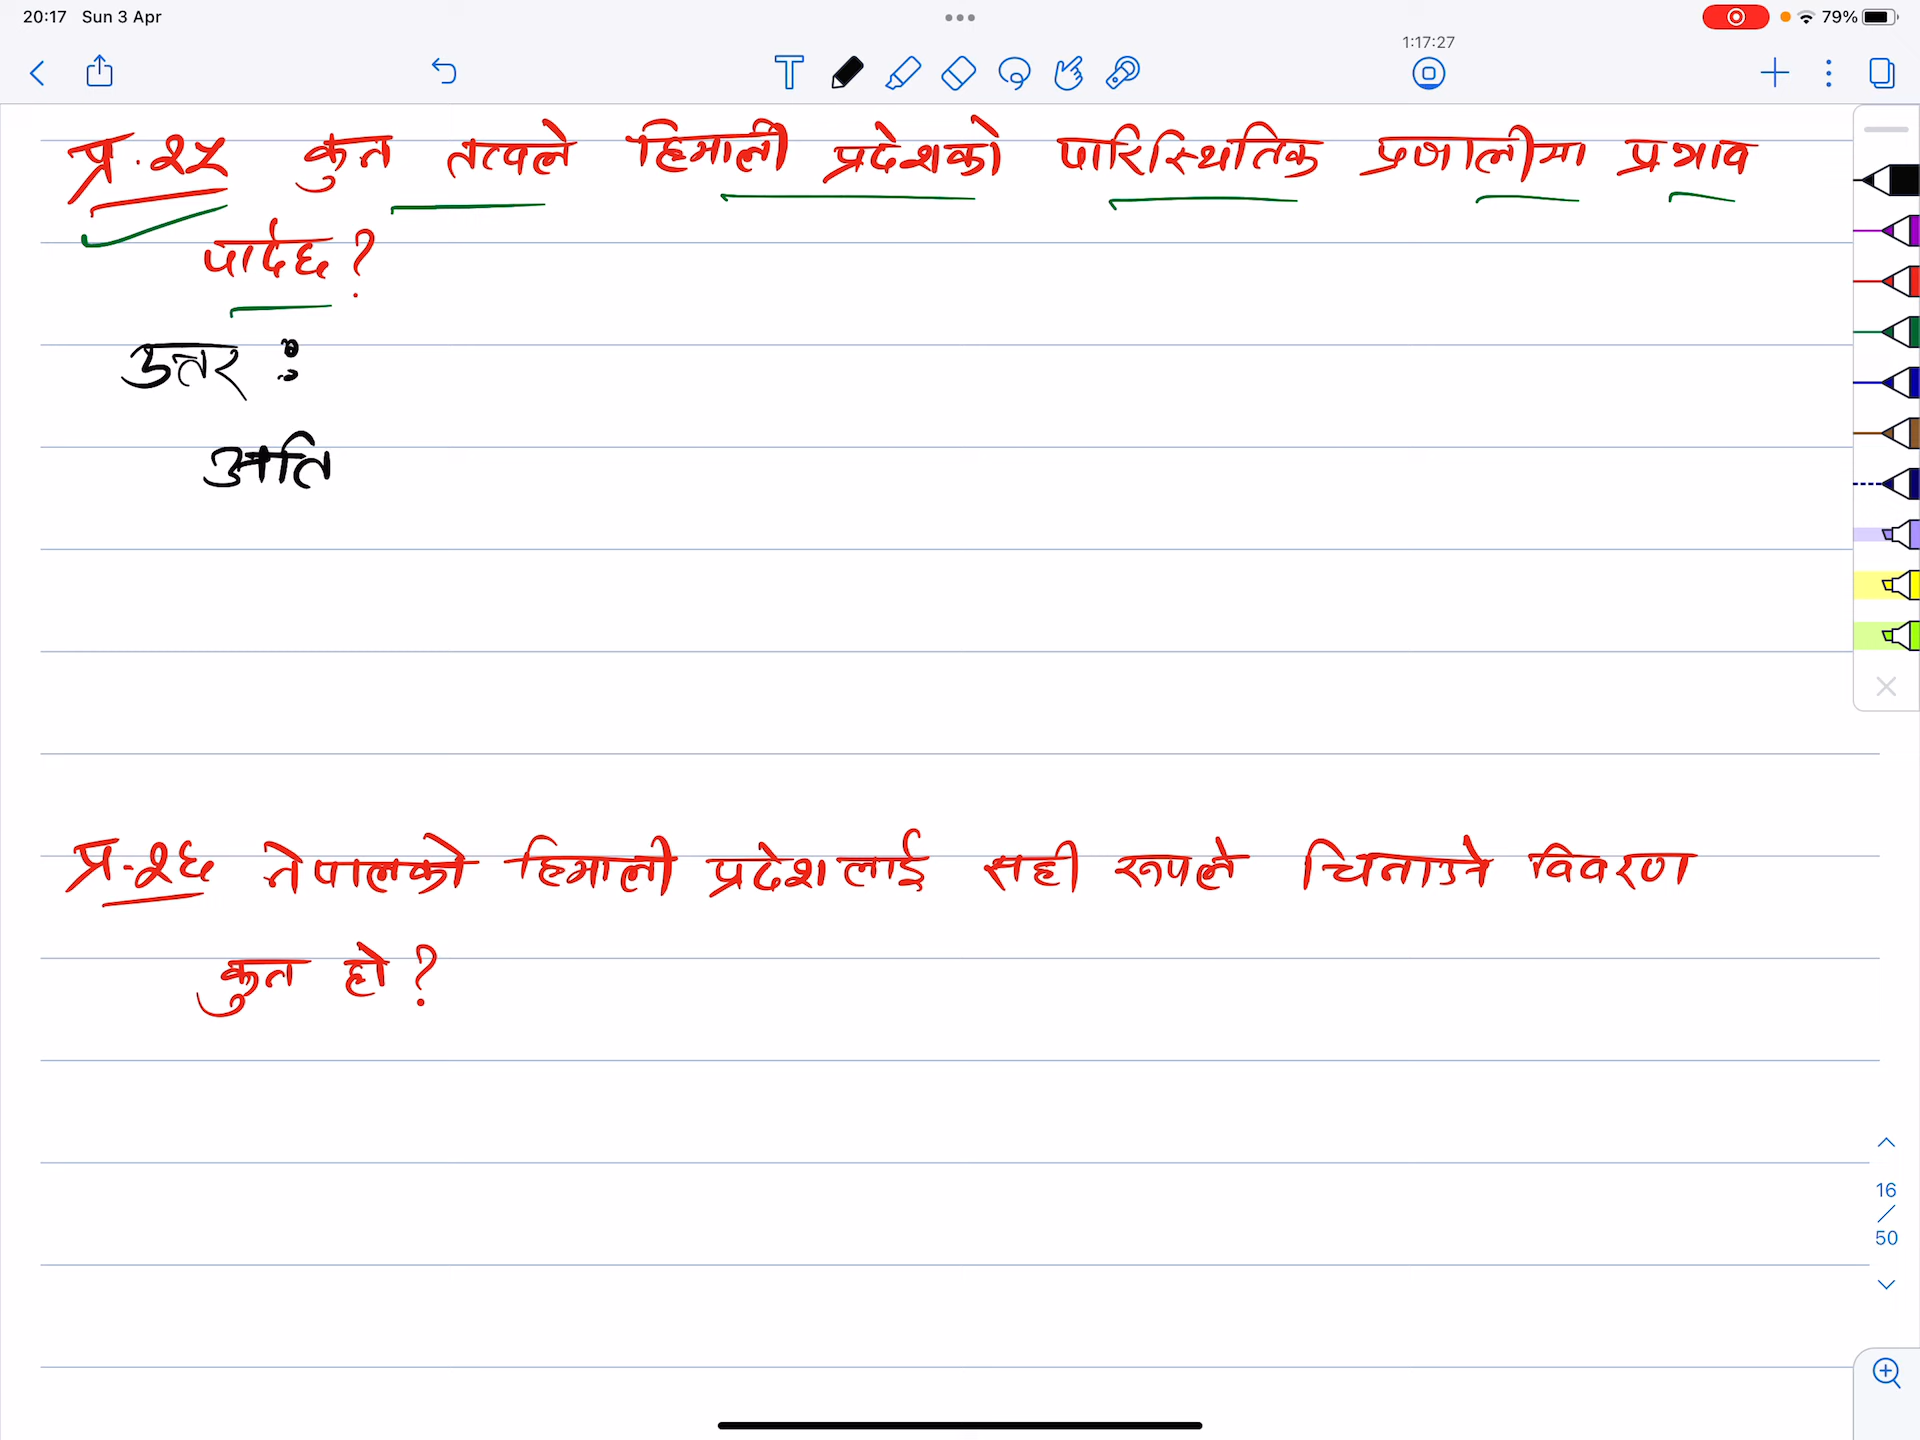 20:17 Sun 3 Apr
79%
1:17:27
प्र.२५ कुन तत्वले हिमाली प्रदेशको पारिस्थितिक प्रणालीमा प्रभाव
पार्दछ?
उत्तर :
अति
प्र.२६ नेपालको हिमाली प्रदेशलाई सही रूपले चिनाउने विवरण
कुन हो?
16
/
50